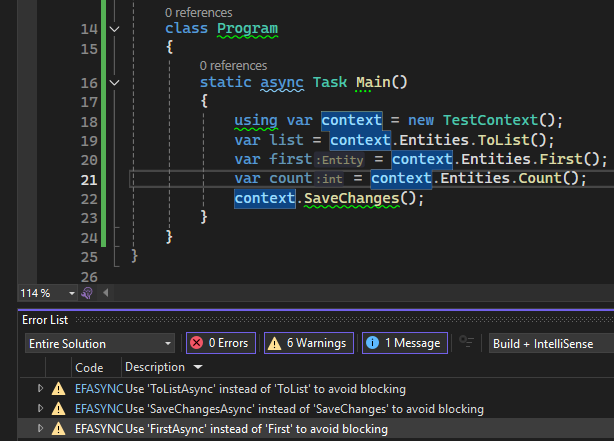 0 references
14 class Program
15 {
0 references
16 static async Task Main()
17 {
18 using var context = new TestContext();
19 var list = context.Entities.ToList();
20 var first:Entity = context.Entities.First();
21 var count:int = context.Entities.Count();
22 context.SaveChanges();
23 }
24 }
25 }
26
114 %
Error List
Entire Solution 0 Errors 6 Warnings 1 Message Build + IntelliSense
Code Description
EFASYNC Use 'ToListAsync' instead of 'ToList' to avoid blocking
EFASYNC Use 'SaveChangesAsync' instead of 'SaveChanges' to avoid blocking
EFASYNC Use 'FirstAsync' instead of 'First' to avoid blocking